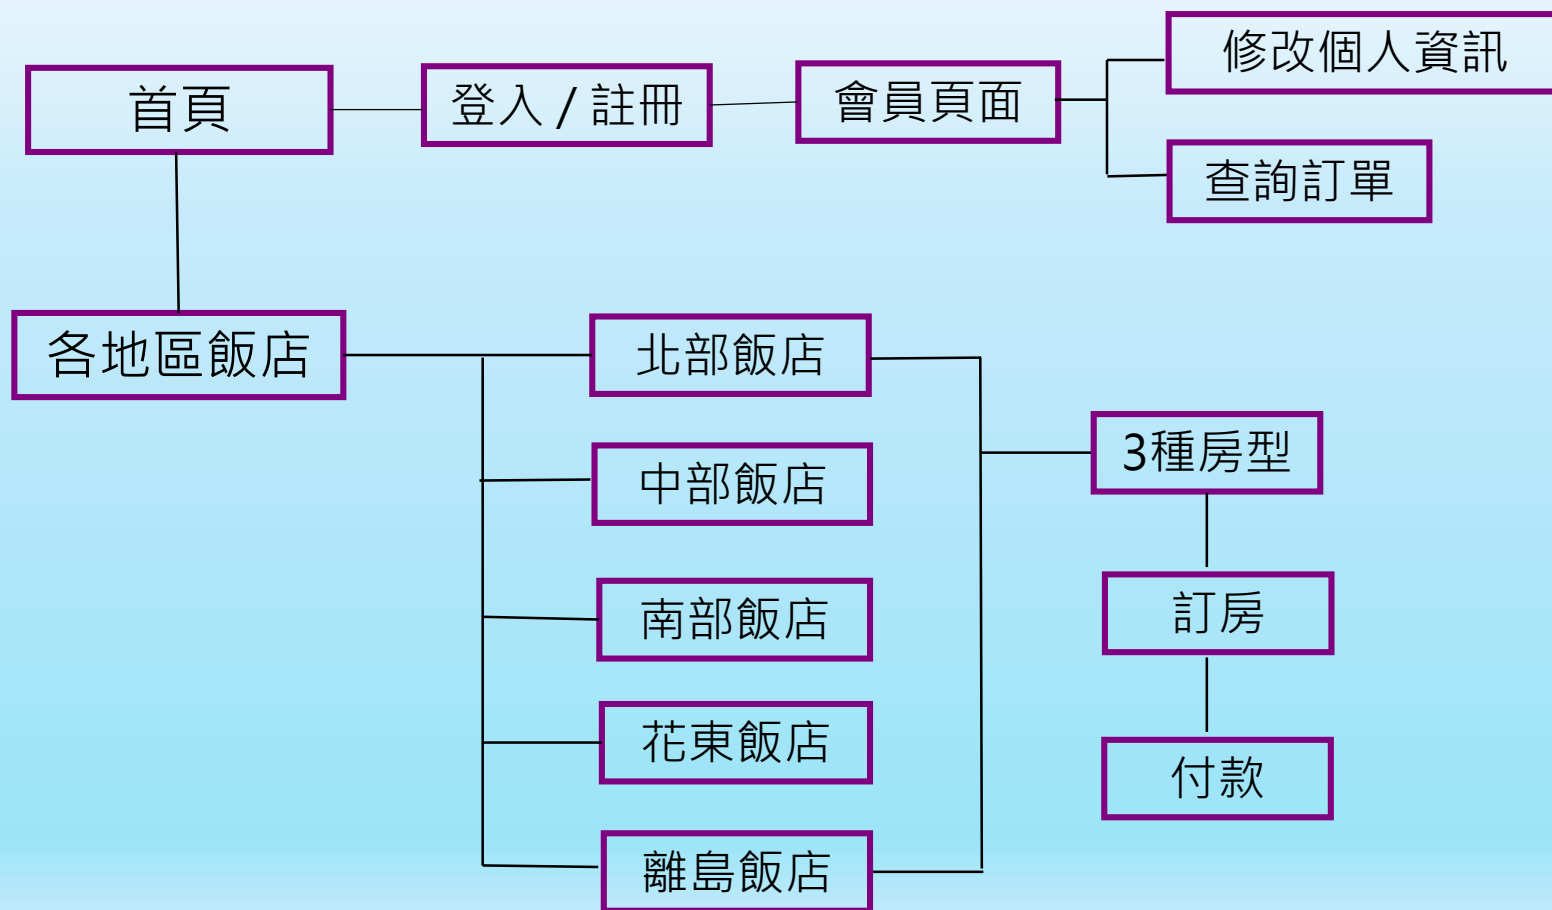 首頁
登入 / 註冊
會員頁面
修改個人資訊
查詢訂單
各地區飯店
北部飯店
中部飯店
南部飯店
花東飯店
離島飯店
3種房型
訂房
付款